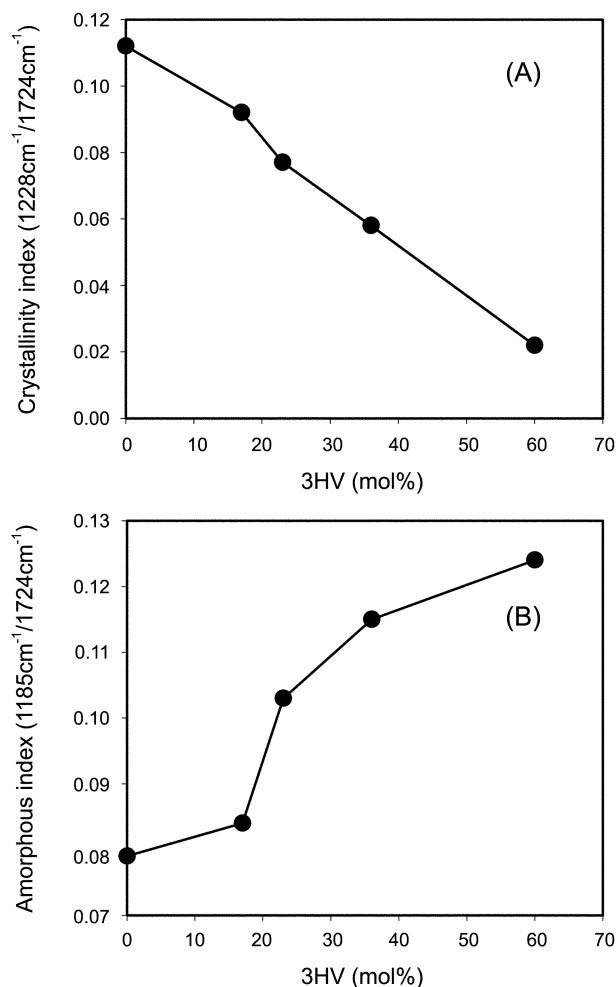 0.12
0.10
0.08
0.06
0.04
0.02
0.00
Crystallinity index (1228cm⁻¹/1724cm⁻¹)
(A)
0 10 20 30 40 50 60 70
3HV (mol%)
0.13
0.12
0.11
0.10
0.09
0.08
0.07
Amorphous index (1185cm⁻¹/1724cm⁻¹)
(B)
0 10 20 30 40 50 60 70
3HV (mol%)